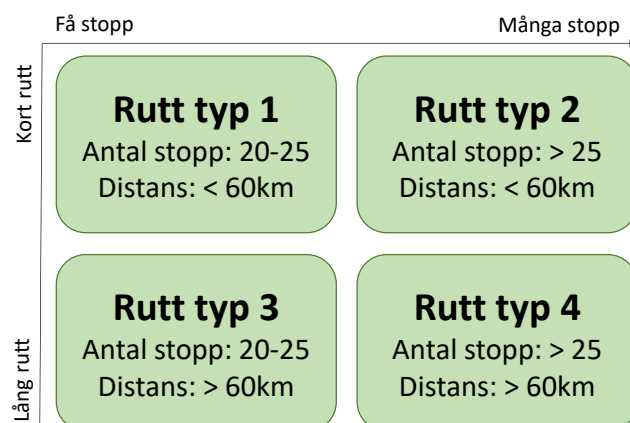 Få stopp
Många stopp
Kort rutt
Rutt typ 1
Antal stopp: 20-25
Distans: < 60km
Rutt typ 2
Antal stopp: > 25
Distans: < 60km
Lång rutt
Rutt typ 3
Antal stopp: 20-25
Distans: > 60km
Rutt typ 4
Antal stopp: > 25
Distans: > 60km